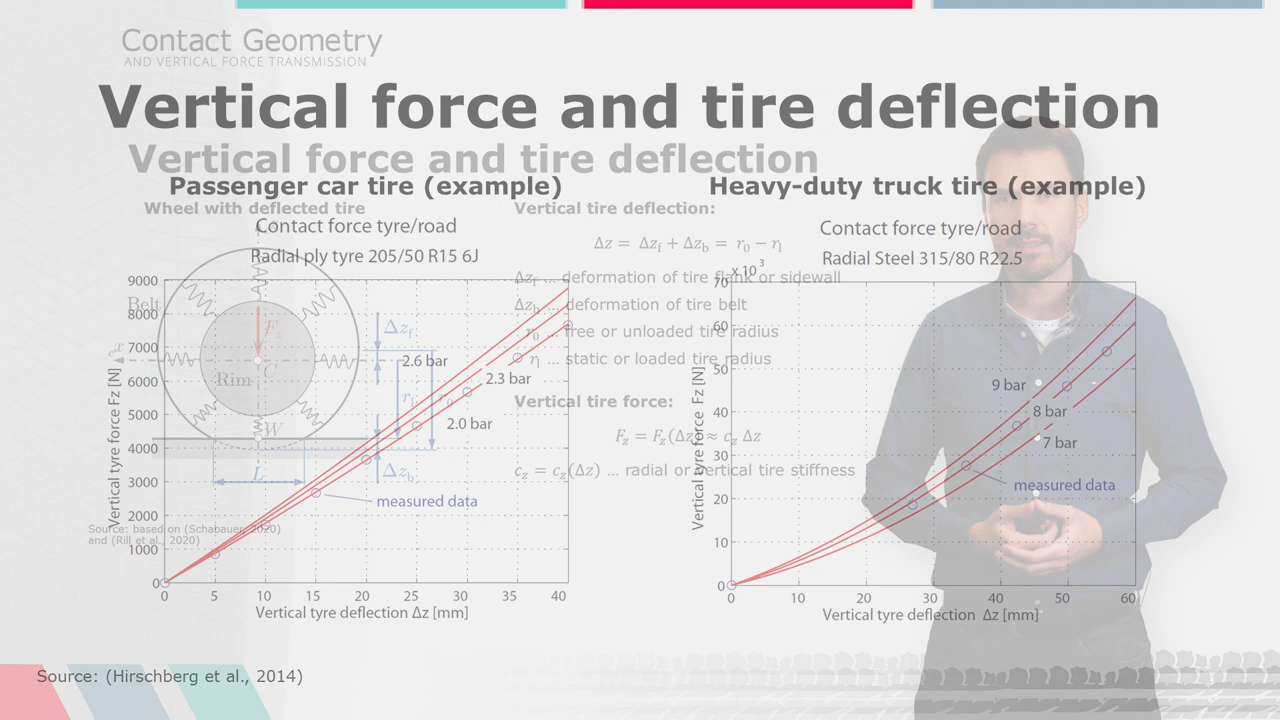 Contact Geometry
AND VERTICAL FORCE TRANSMISSION
Vertical force and tire deflection
Vertical force and tire deflection
Passenger car tire (example)
Heavy-duty truck tire (example)
Wheel with deflected tire
Vertical tire deflection:
Contact force tyre/road
Radial ply tyre 205/50 R15 6J
Contact force tyre/road
Radial Steel 315/80 R22.5
Δz = Δz_f + Δz_b = r_0 − r_l
Δz_f ... deformation of tire flank or sidewall
Δz_b ... deformation of tire belt
r_0 ... free or unloaded tire radius
r_l ... static or loaded tire radius
Vertical tire force:
F_z = F_z(Δz) ≈ c_z Δz
c_z = c_z(Δz) ... radial or vertical tire stiffness
Belt
Rim
F_z
C
W
L
Δz_f
r_l
r_0
Δz_b
x
9000
8000
7000
6000
5000
4000
3000
2000
1000
0
Vertical tyre force Fz [N]
2.6 bar
2.3 bar
2.0 bar
measured data
0 5 10 15 20 25 30 35 40
Vertical tyre deflection Δz [mm]
x 10³
70
60
50
40
30
20
10
0
Vertical tyre force Fz [N]
9 bar
8 bar
7 bar
measured data
0 10 20 30 40 50 60
Vertical tyre deflection Δz [mm]
Source: based on (Schabauer, 2020)
and (Rill et al., 2020)
Source: (Hirschberg et al., 2014)